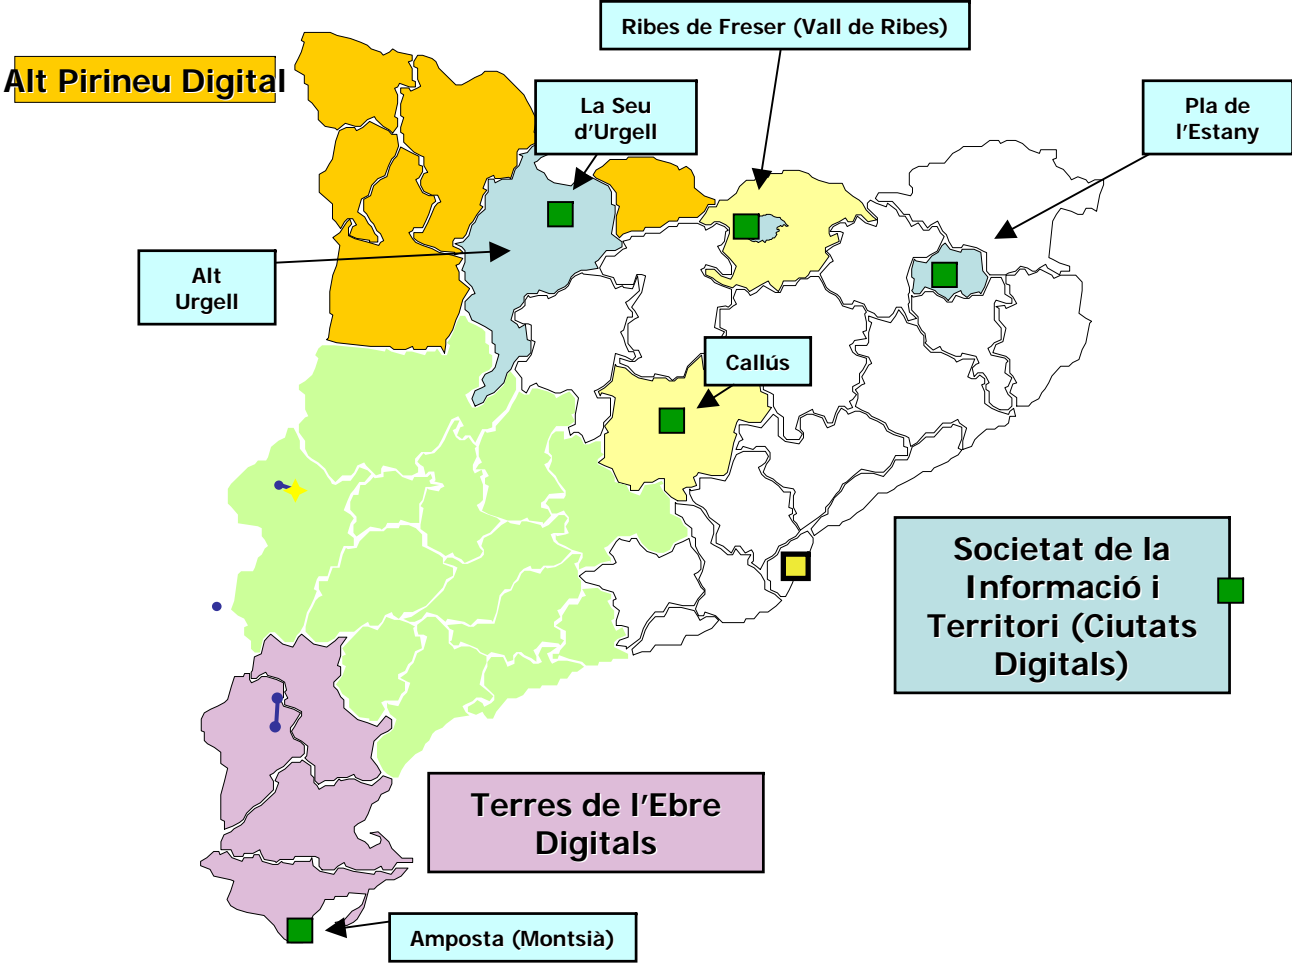 Ribes de Freser (Vall de Ribes)
Alt Pirineu Digital
La Seu
d'Urgell
Pla de
l'Estany
Alt
Urgell
Callús
Societat de la
Informació i
Territori (Ciutats
Digitals)
Terres de l'Ebre
Digitals
Amposta (Montsià)